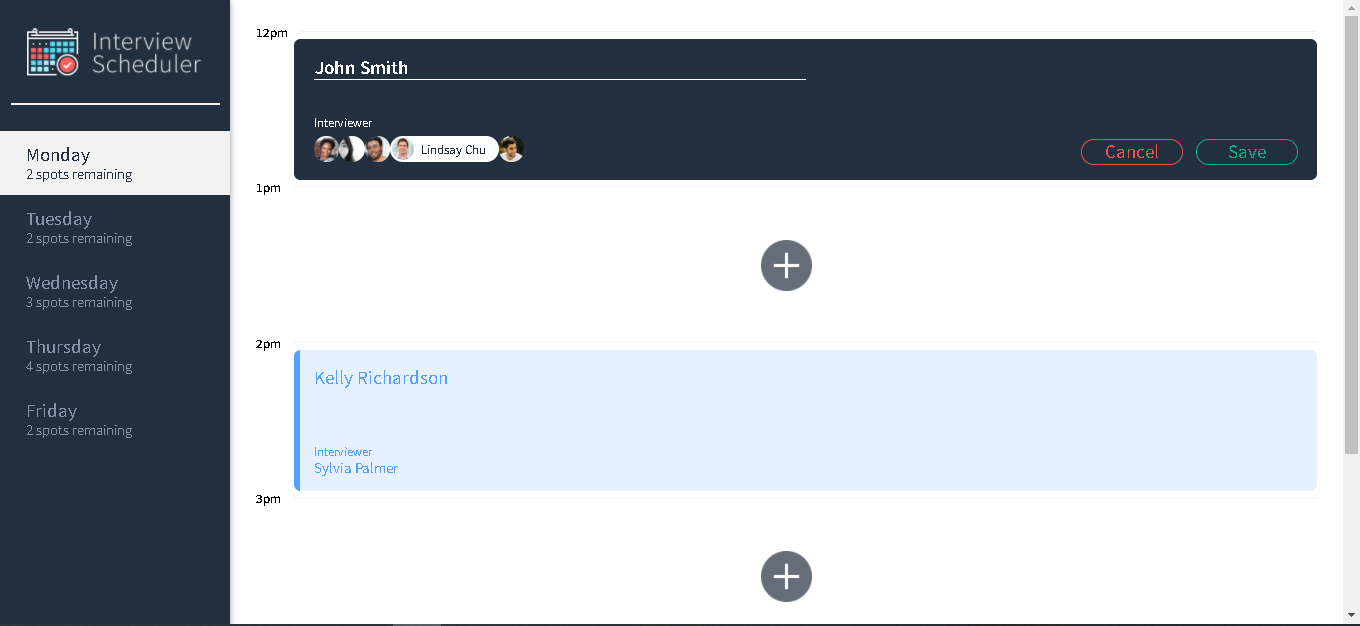 Interview
Scheduler
Monday
2 spots remaining
Tuesday
2 spots remaining
Wednesday
3 spots remaining
Thursday
4 spots remaining
Friday
2 spots remaining
12pm
John Smith
Interviewer
Lindsay Chu
Cancel
Save
1pm
2pm
Kelly Richardson
Interviewer
Sylvia Palmer
3pm